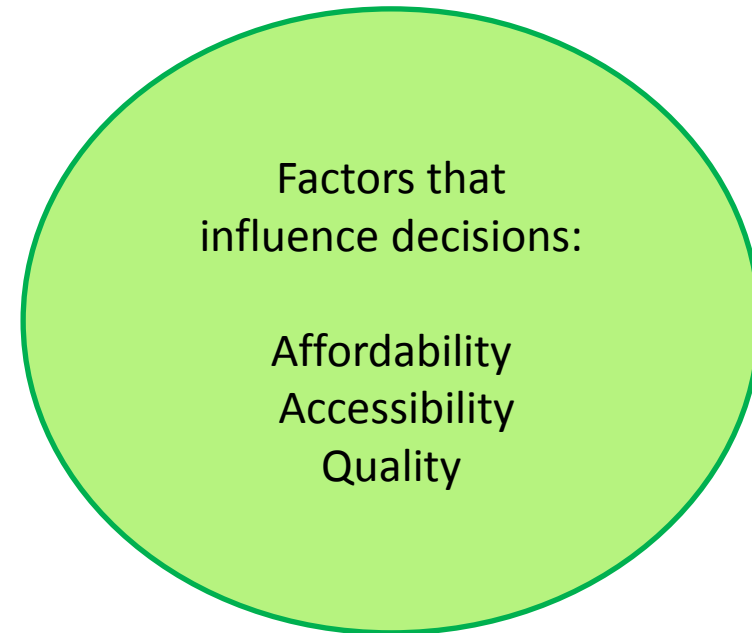 Factors that
influence decisions:
Affordability
Accessibility
Quality